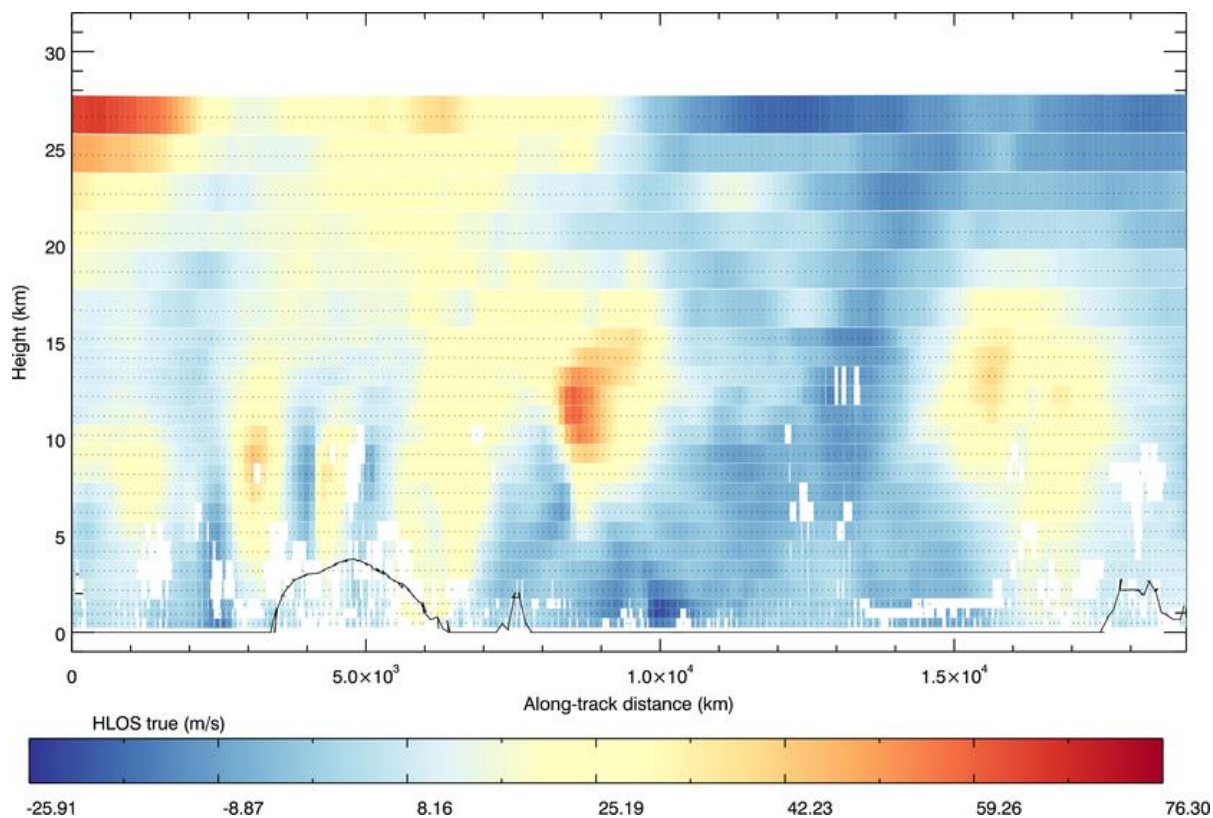 30
25
20
15
10
5
0
Height (km)
0 5.0×10³ 1.0×10⁴ 1.5×10⁴
Along-track distance (km)
HLOS true (m/s)
-25.91 -8.87 8.16 25.19 42.23 59.26 76.30